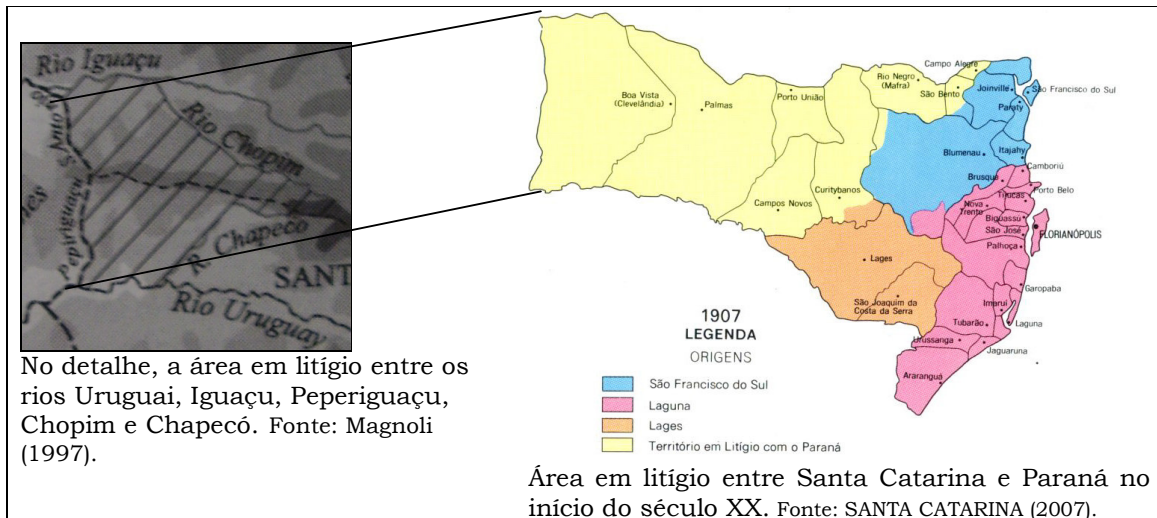 Rio Iguaçu
Rio Chopim
Peperiguaçu
R. Chapecó
SANT
Rio Uruguay
No detalhe, a área em litígio entre os
rios Uruguai, Iguaçu, Peperiguaçu,
Chopim e Chapecó. Fonte: Magnoli
(1997).
Campo Alegre
Rio Negro
(Mafra)
São Bento
Joinville
São Francisco do Sul
Paraty
Boa Vista
(Clevelândia)
Palmas
Porto União
Blumenau
Itajahy
Camboriú
Brusque
Porto Belo
Tijucas
Nova
Trento
Biguassú
São José
FLORIANÓPOLIS
Palhoça
Curitybanos
Campos Novos
Lages
São Joaquim da
Costa da Serra
Garopaba
Imaruí
Laguna
Tubarão
Urussanga
Jaguaruna
Araranguá
1907
LEGENDA
ORIGENS
São Francisco do Sul
Laguna
Lages
Território em Litígio com o Paraná
Área em litígio entre Santa Catarina e Paraná no
início do século XX. Fonte: SANTA CATARINA (2007).